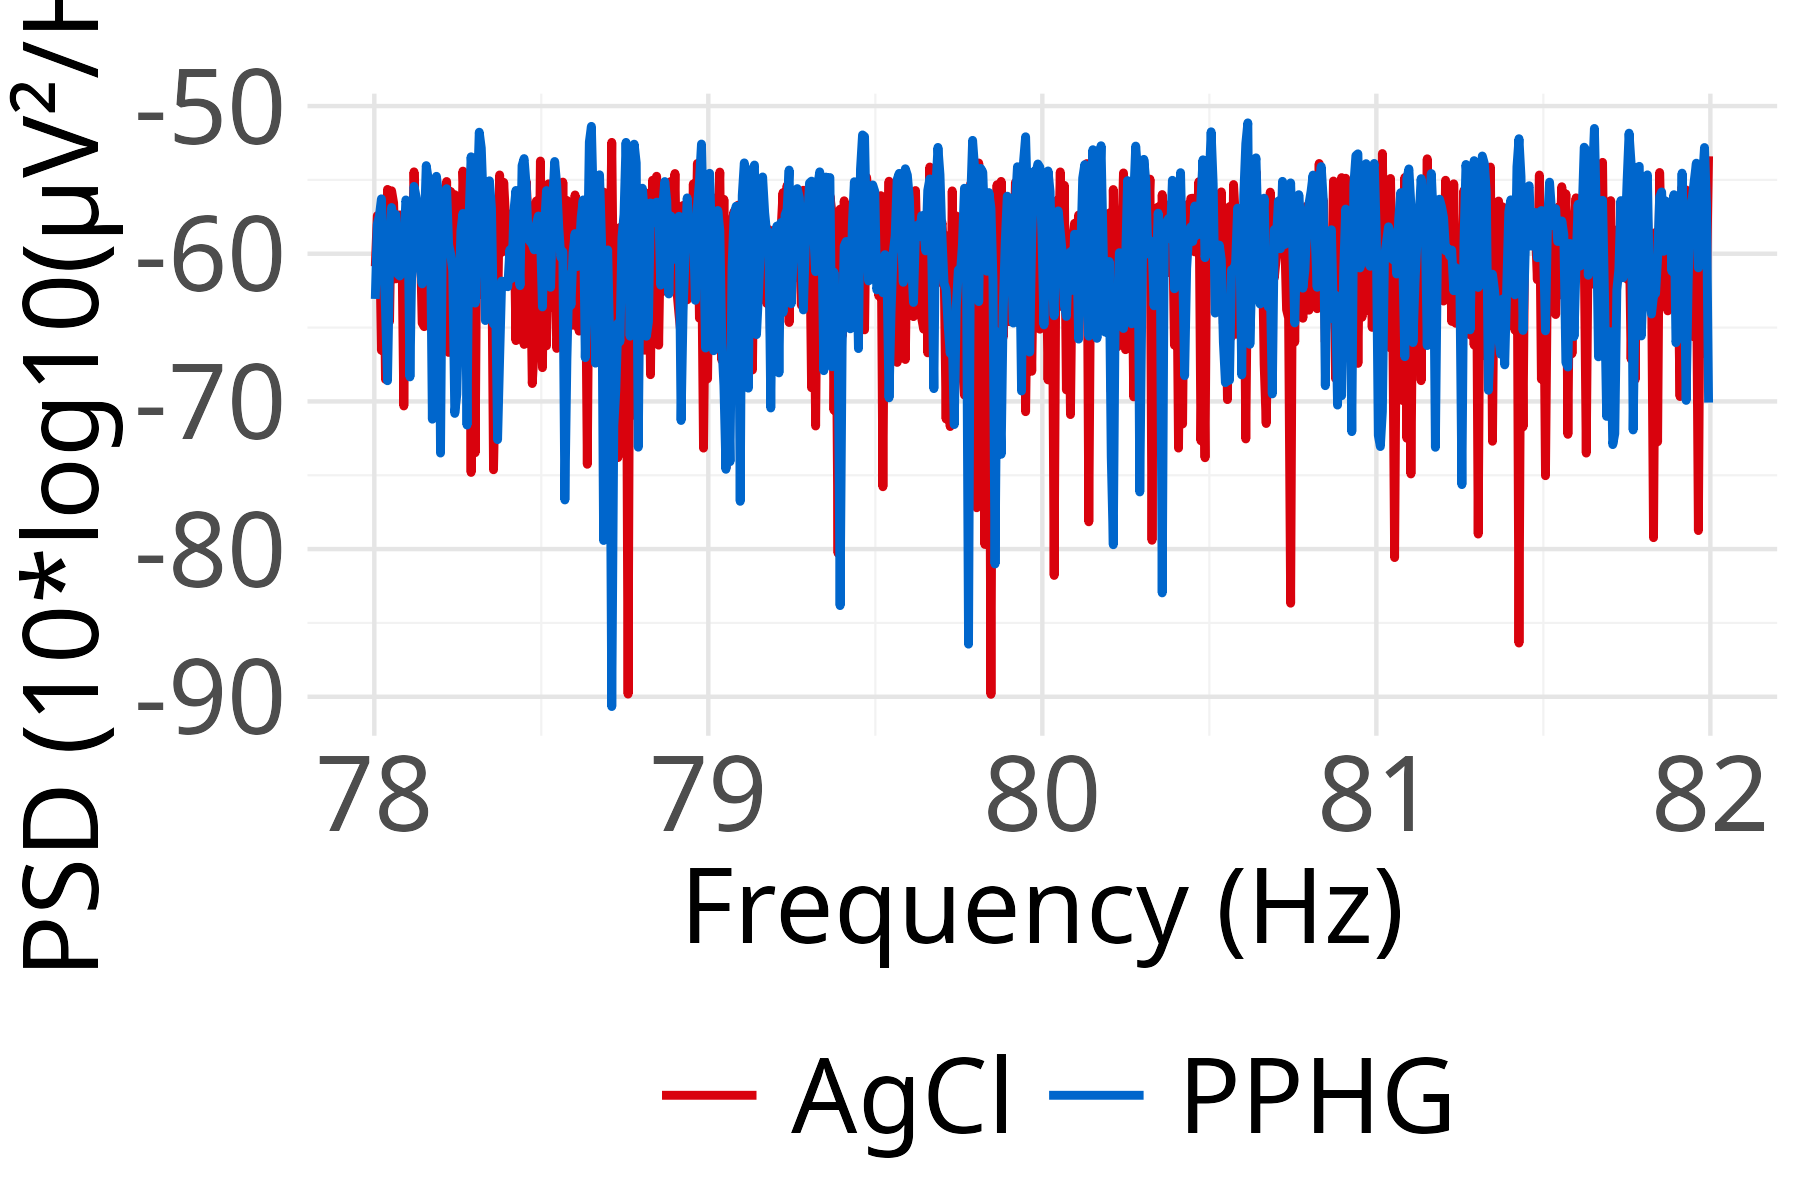 PSD (10*log10(µV²/H
-50
-60
-70
-80
-90
78 79 80 81 82
Frequency (Hz)
AgCl PPHG